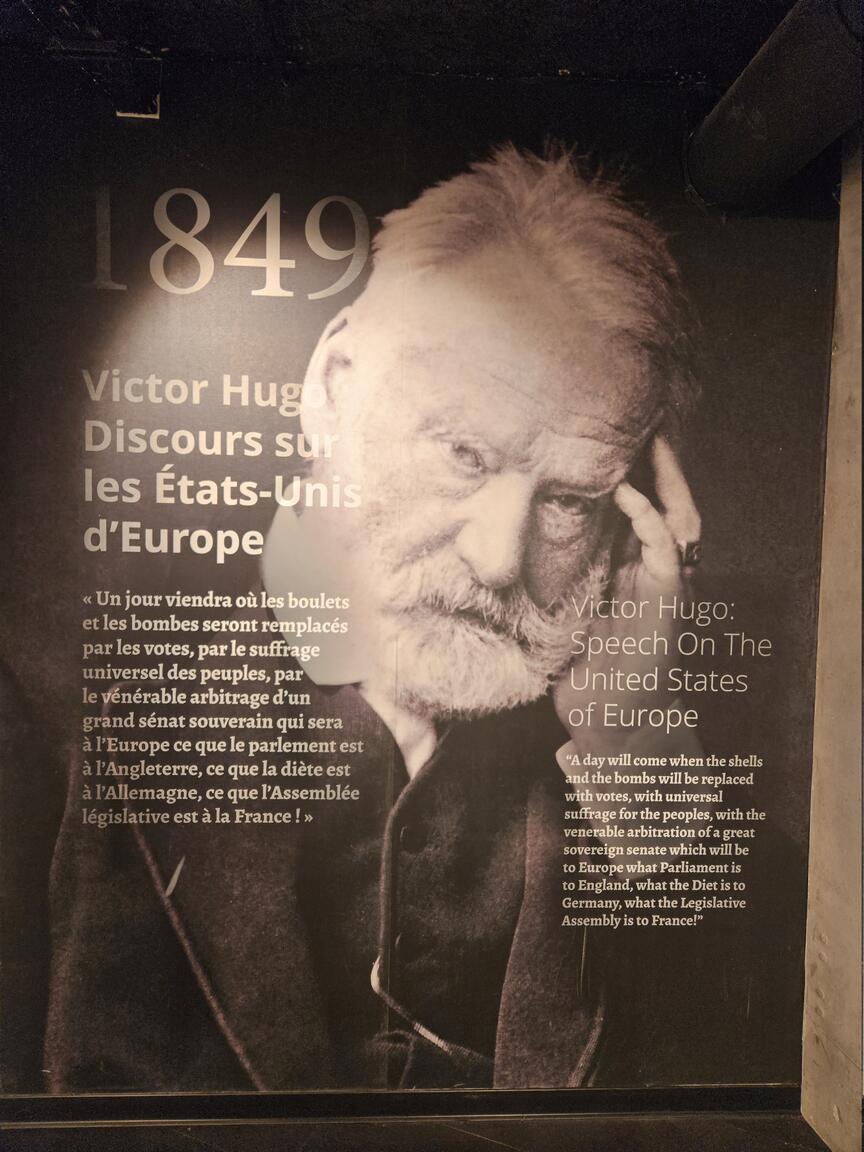 1849
Victor Hugo
Discours sur
les États-Unis
d’Europe
« Un jour viendra où les boulets
et les bombes seront remplacés
par les votes, par le suffrage
universel des peuples, par
le vénérable arbitrage d’un
grand sénat souverain qui sera
à l’Europe ce que le parlement est
à l’Angleterre, ce que la diète est
à l’Allemagne, ce que l’Assemblée
législative est à la France ! »
Victor Hugo:
Speech On The
United States
of Europe
“A day will come when the shells
and the bombs will be replaced
with votes, with universal
suffrage for the peoples, with the
venerable arbitration of a great
sovereign senate which will be
to Europe what Parliament is
to England, what the Diet is to
Germany, what the Legislative
Assembly is to France!”